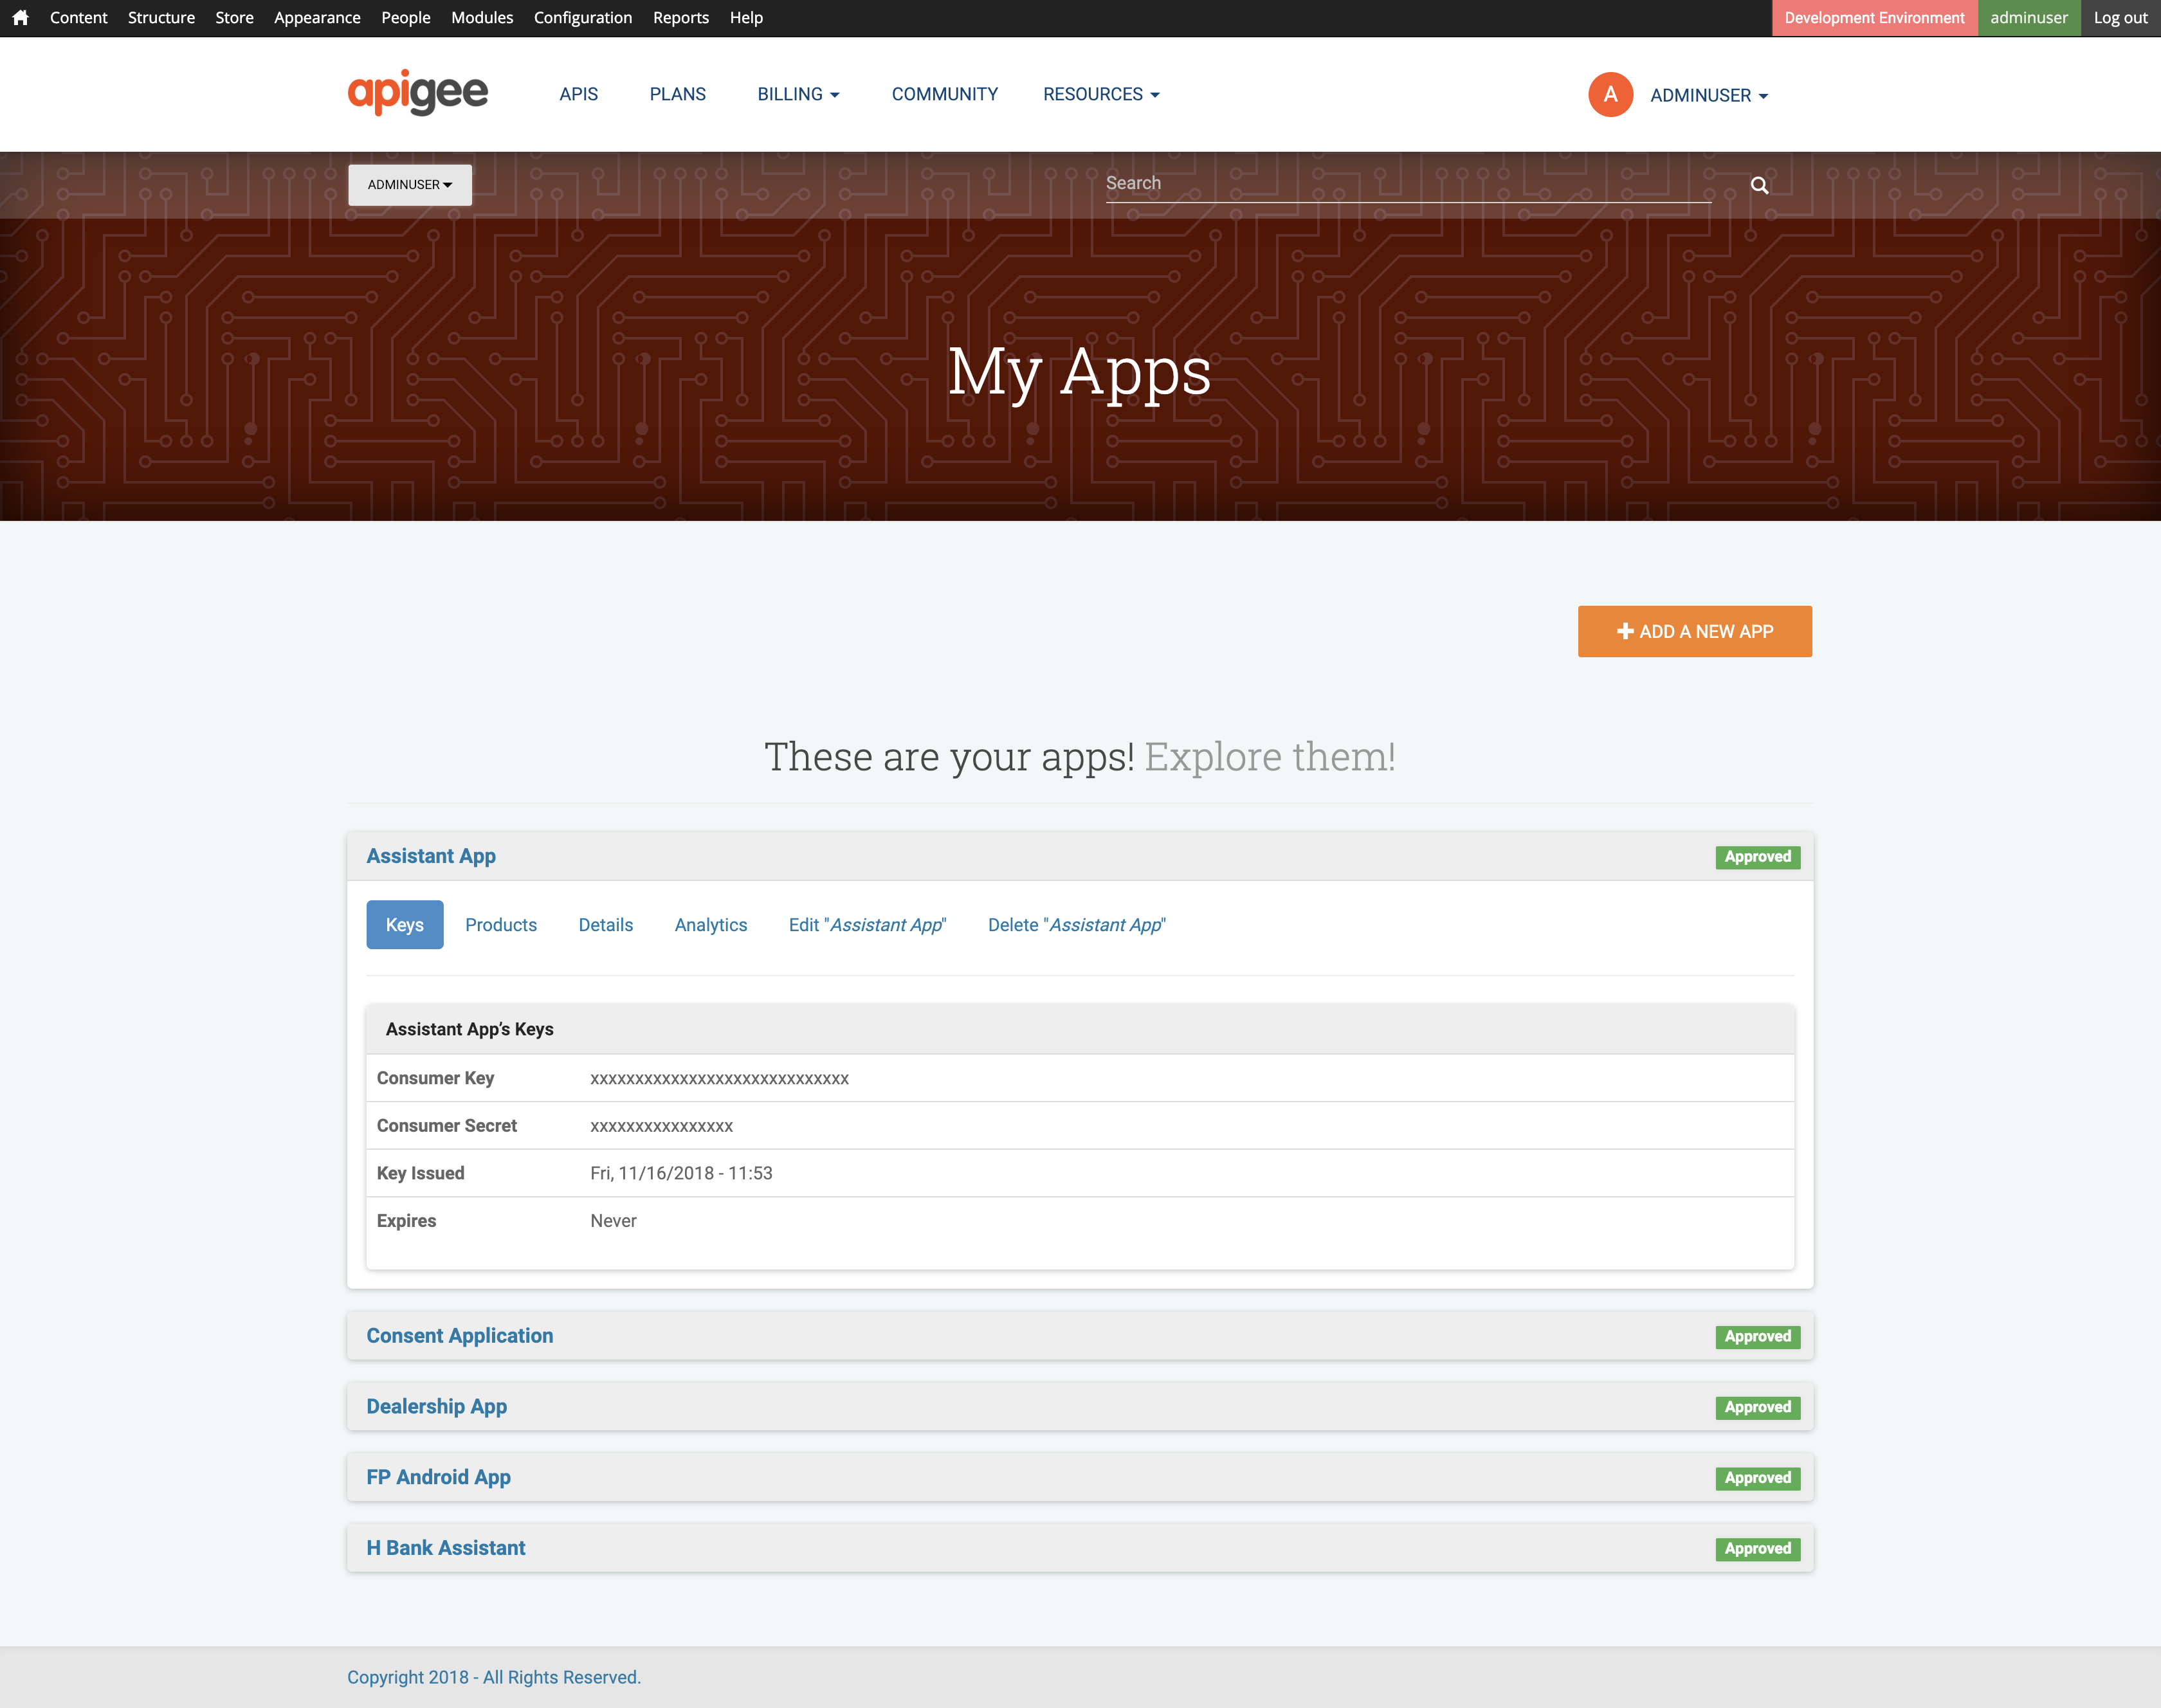 Content Structure Store Appearance People Modules Configuration Reports Help Development Environment adminuser Log out
apigee APIS PLANS BILLING COMMUNITY RESOURCES A ADMINUSER
ADMINUSER Search
My Apps
ADD A NEW APP
These are your apps! Explore them!
Assistant App Approved
Keys Products Details Analytics Edit "Assistant App" Delete "Assistant App"
Assistant App's Keys
Consumer Key xxxxxxxxxxxxxxxxxxxxxxxxxxxxx
Consumer Secret xxxxxxxxxxxxxxxx
Key Issued Fri, 11/16/2018 - 11:53
Expires Never
Consent Application Approved
Dealership App Approved
FP Android App Approved
H Bank Assistant Approved
Copyright 2018 - All Rights Reserved.